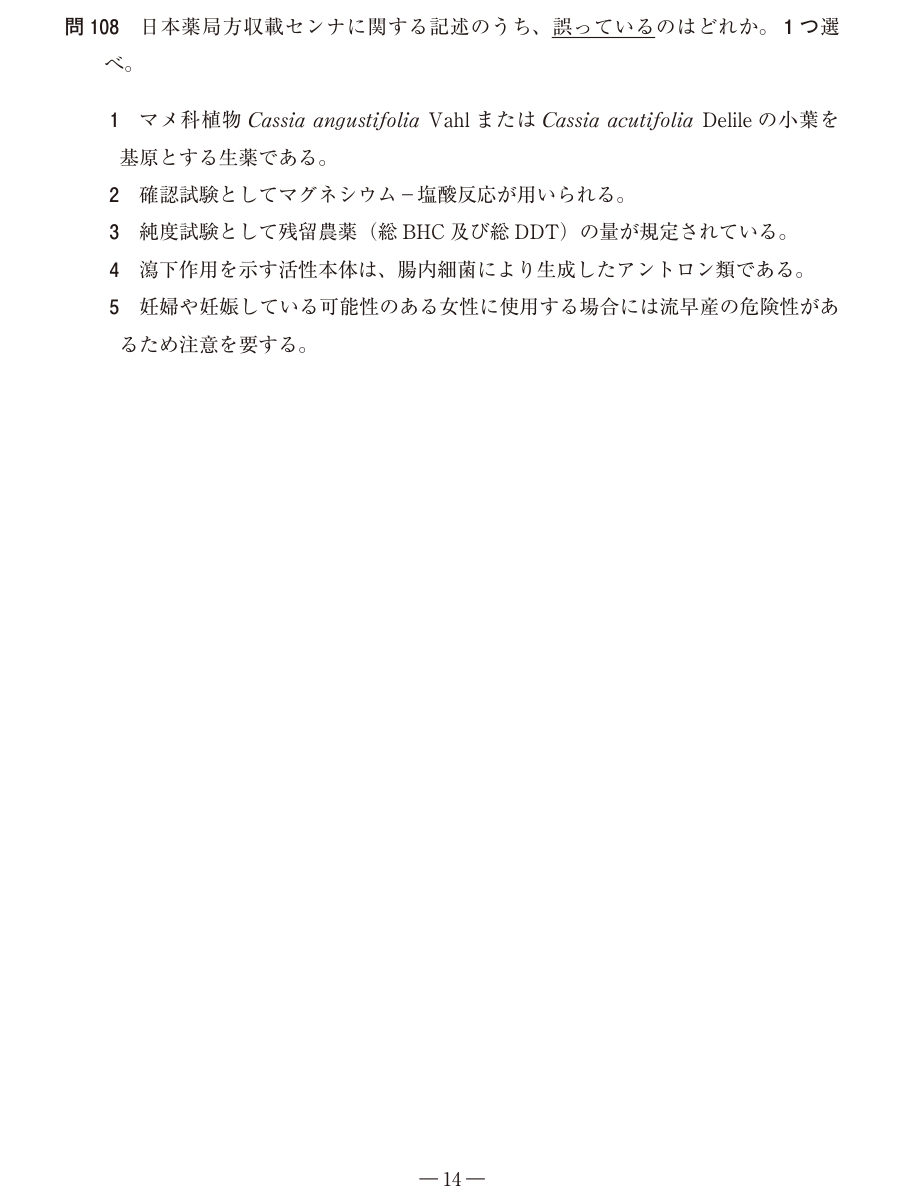 問 108 日本薬局方収載センナに関する記述のうち、誤っているのはどれか。1つ選
べ。
1 マメ科植物 Cassia angustifolia Vahl または Cassia acutifolia Delile の小葉を
基原とする生薬である。
2 確認試験としてマグネシウム－塩酸反応が用いられる。
3 純度試験として残留農薬（総 BHC 及び総 DDT）の量が規定されている。
4 瀉下作用を示す活性本体は、腸内細菌により生成したアントロン類である。
5 妊婦や妊娠している可能性のある女性に使用する場合には流早産の危険性があ
るため注意を要する。
― 14 ―